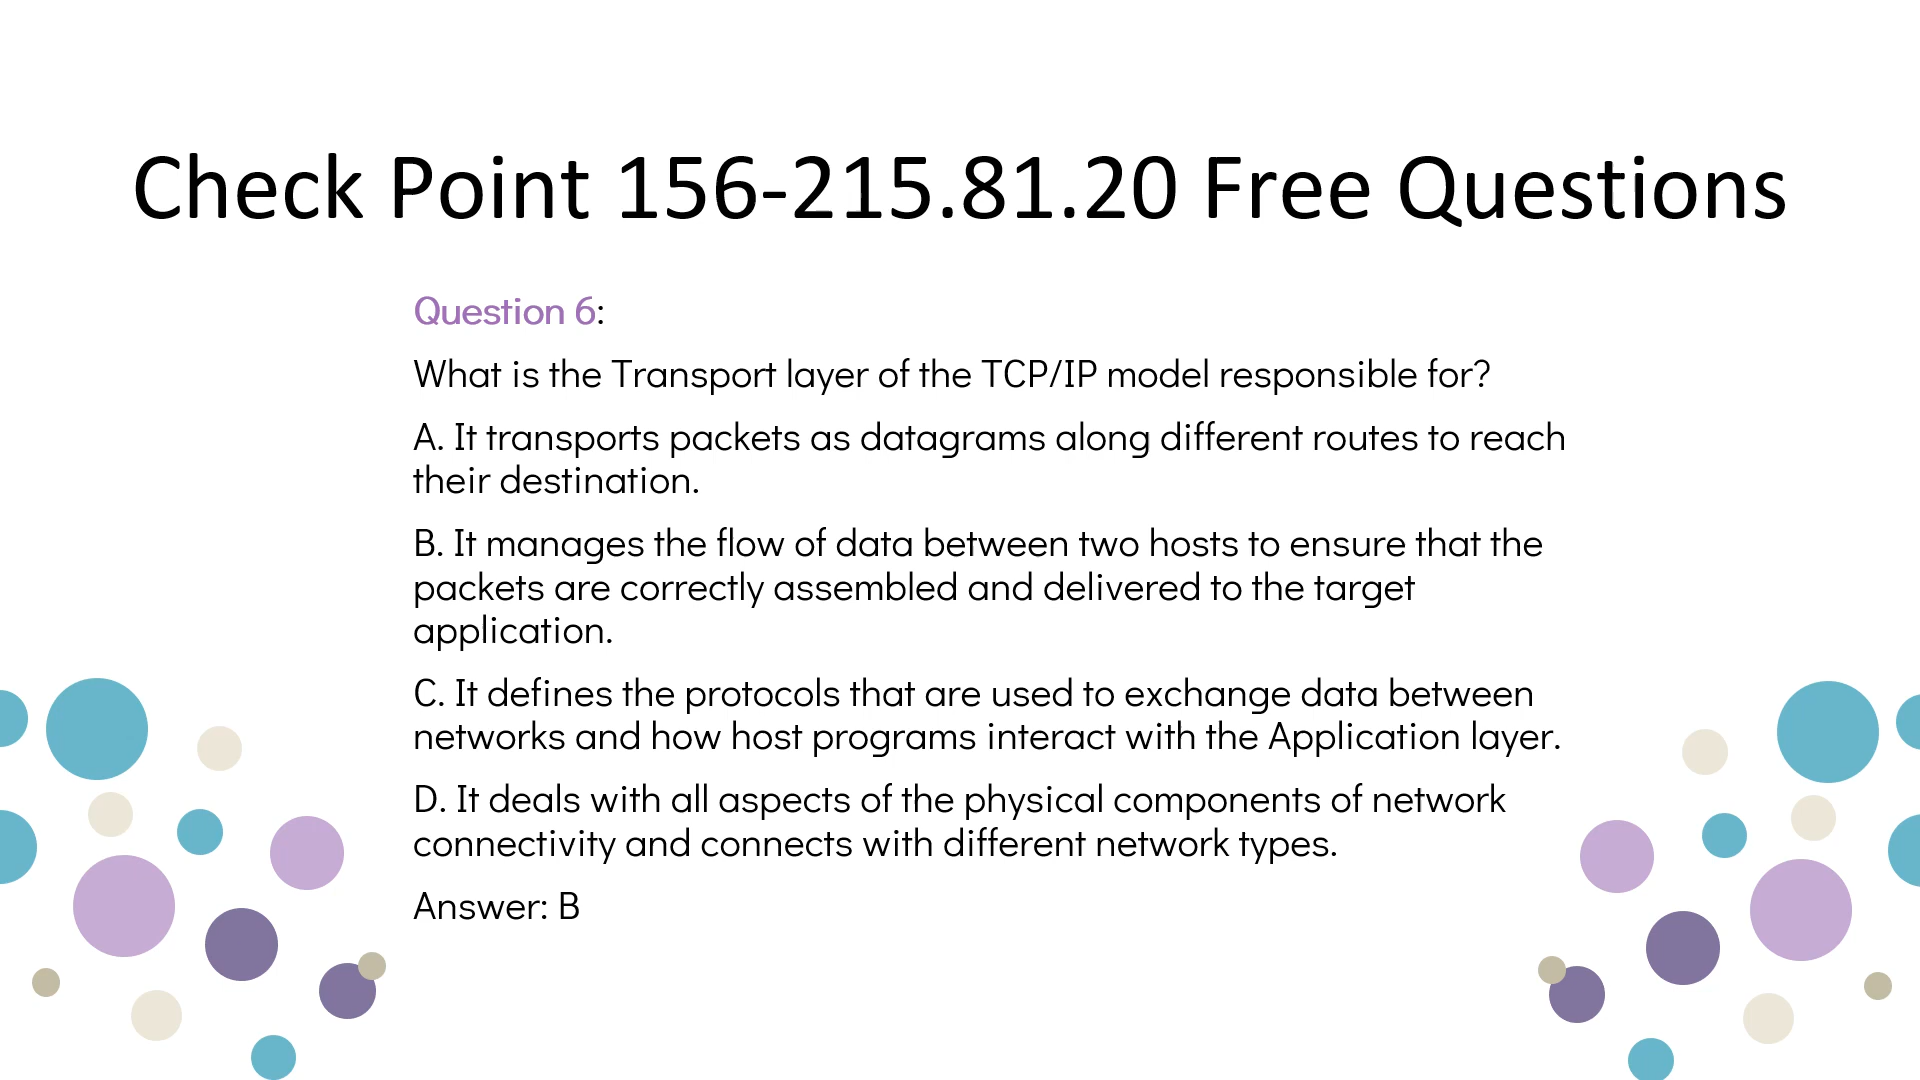 Check Point 156-215.81.20 Free Questions
Question 6:
What is the Transport layer of the TCP/IP model responsible for?
A. It transports packets as datagrams along different routes to reach
their destination.
B. It manages the flow of data between two hosts to ensure that the
packets are correctly assembled and delivered to the target
application.
C. It defines the protocols that are used to exchange data between
networks and how host programs interact with the Application layer.
D. It deals with all aspects of the physical components of network
connectivity and connects with different network types.
Answer: B